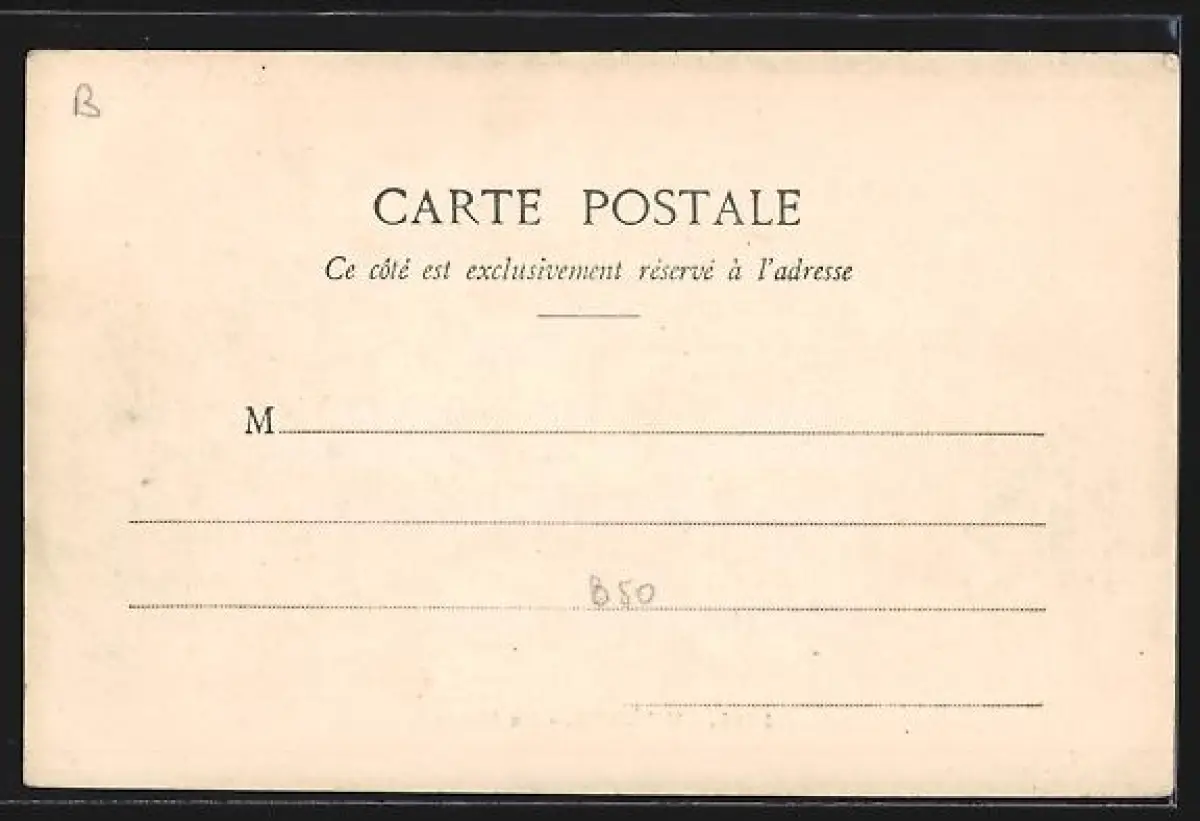 B
CARTE POSTALE
Ce côté est exclusivement réservé à l'adresse
M
B50